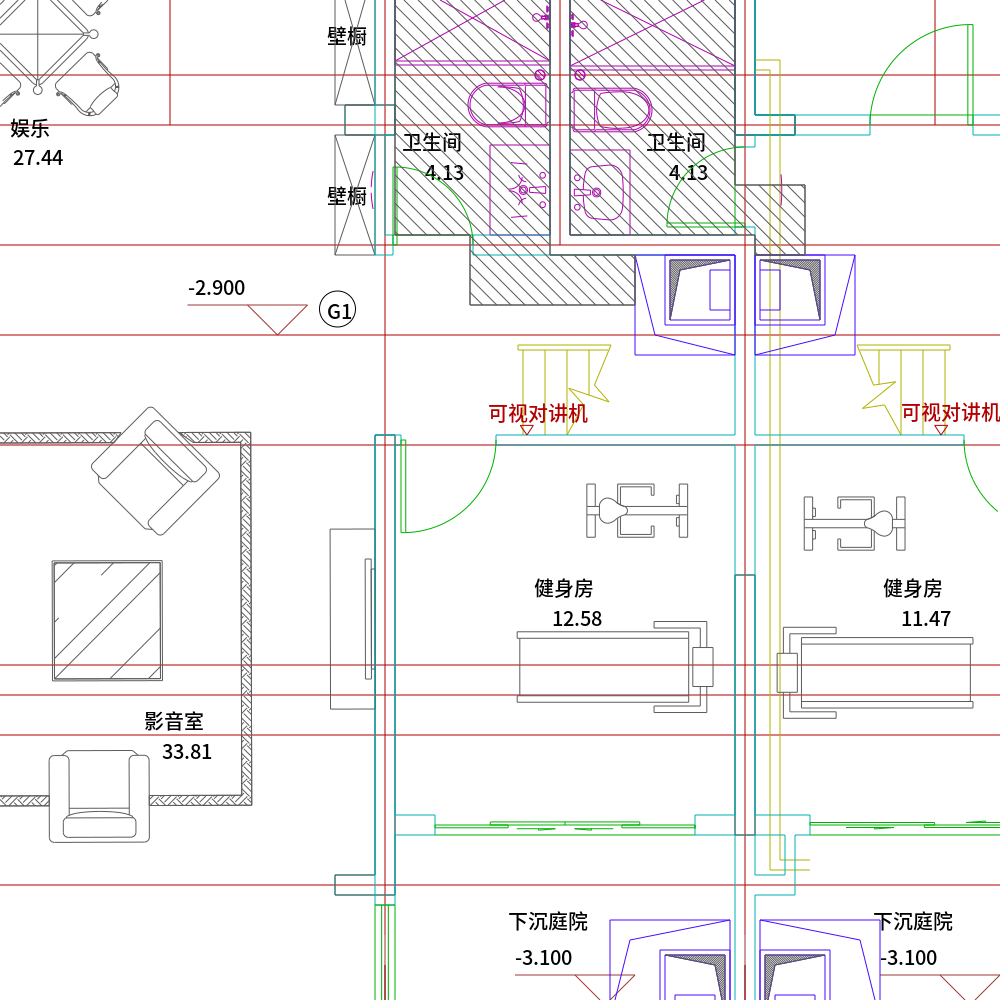 壁橱
娱乐
27.44
卫生间
4.13
卫生间
4.13
壁橱
-2.900
G1
可视对讲机
可视对讲机
健身房
12.58
健身房
11.47
影音室
33.81
下沉庭院
-3.100
下沉庭院
-3.100